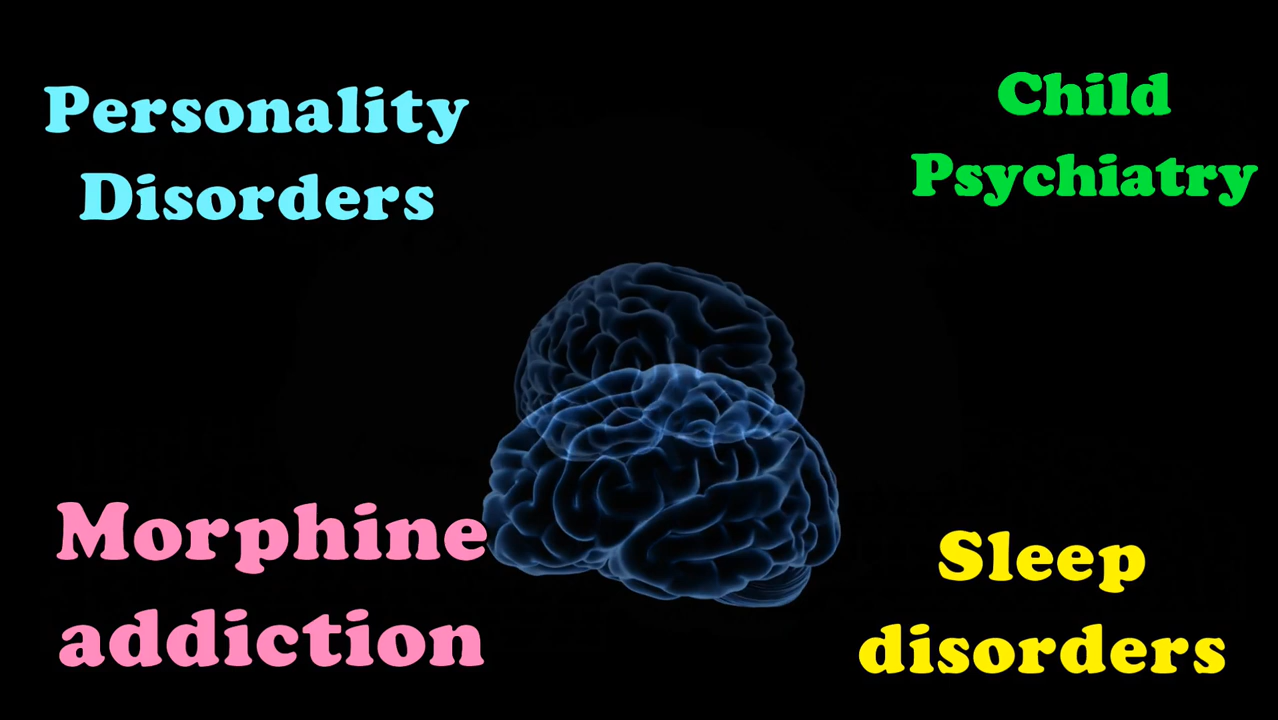 Personality
Disorders
Child
Psychiatry
Morphine
addiction
Sleep
disorders